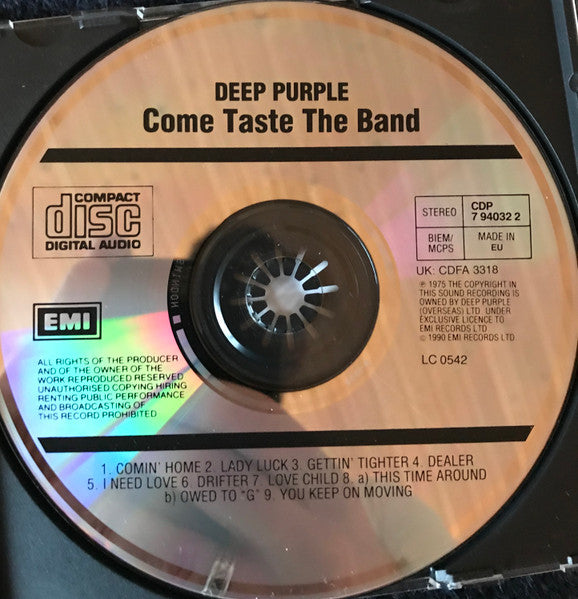 DEEP PURPLE
Come Taste The Band
COMPACT
disc
DIGITAL AUDIO
STEREO
CDP
7 94032 2
BIEM/
MCPS
MADE IN
EU
UK: CDFA 3318
℗ 1975 THE COPYRIGHT IN
THIS SOUND RECORDING IS
OWNED BY DEEP PURPLE
(OVERSEAS) LTD. UNDER
EXCLUSIVE LICENCE TO
EMI RECORDS LTD
© 1990 EMI RECORDS LTD
LC 0542
EMI
ALL RIGHTS OF THE PRODUCER
AND OF THE OWNER OF THE
WORK REPRODUCED RESERVED
UNAUTHORISED COPYING HIRING
RENTING PUBLIC PERFORMANCE
AND BROADCASTING OF
THIS RECORD PROHIBITED
1. COMIN' HOME 2. LADY LUCK 3. GETTIN' TIGHTER 4. DEALER
5. I NEED LOVE 6. DRIFTER 7. LOVE CHILD 8. a) THIS TIME AROUND
b) OWED TO "G" 9. YOU KEEP ON MOVING